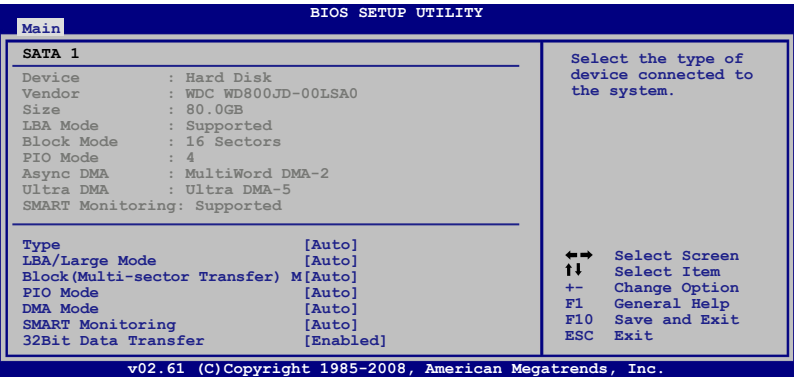 BIOS SETUP UTILITY
Main
SATA 1
Device : Hard Disk
Vendor : WDC WD800JD-00LSA0
Size : 80.0GB
LBA Mode : Supported
Block Mode : 16 Sectors
PIO Mode : 4
Async DMA : MultiWord DMA-2
Ultra DMA : Ultra DMA-5
SMART Monitoring: Supported
Type [Auto]
LBA/Large Mode [Auto]
Block(Multi-sector Transfer) M[Auto]
PIO Mode [Auto]
DMA Mode [Auto]
SMART Monitoring [Auto]
32Bit Data Transfer [Enabled]
Select the type of
device connected to
the system.
←→ Select Screen
↑↓ Select Item
+- Change Option
F1 General Help
F10 Save and Exit
ESC Exit
v02.61 (C)Copyright 1985-2008, American Megatrends, Inc.